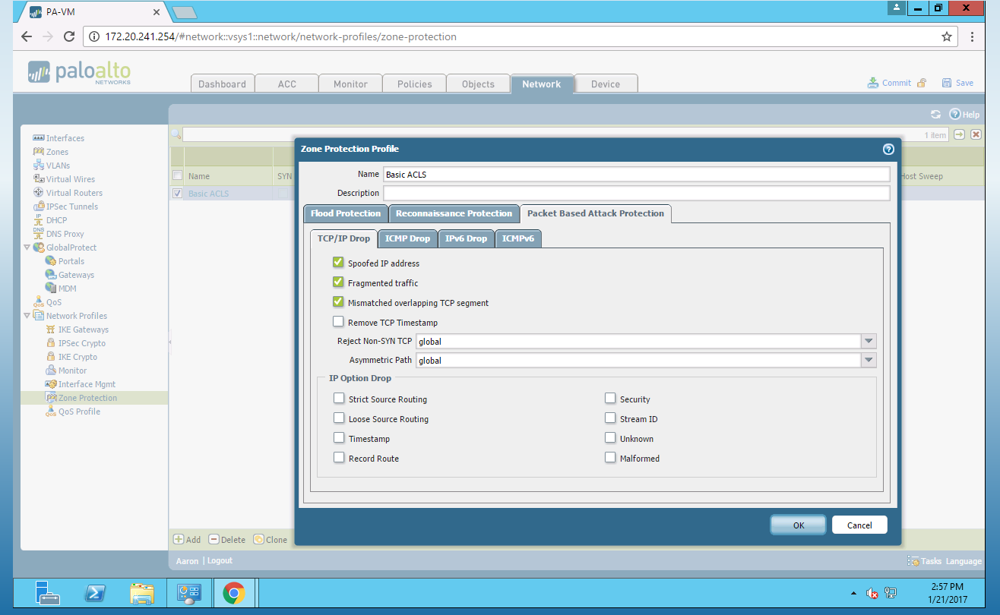 PA-VM
172.20.241.254/#network::vsys1::network/network-profiles/zone-protection
paloalto
NETWORKS
Dashboard ACC Monitor Policies Objects Network Device
Commit Save
Help
1 item
Interfaces
Zones
VLANs
Virtual Wires
Virtual Routers
IPSec Tunnels
DHCP
DNS Proxy
GlobalProtect
Portals
Gateways
MDM
QoS
Network Profiles
IKE Gateways
IPSec Crypto
IKE Crypto
Monitor
Interface Mgmt
Zone Protection
QoS Profile
Name SYN Host Sweep
Basic ACLS
Zone Protection Profile
Name Basic ACLS
Description
Flood Protection Reconnaissance Protection Packet Based Attack Protection
TCP/IP Drop ICMP Drop IPv6 Drop ICMPv6
Spoofed IP address
Fragmented traffic
Mismatched overlapping TCP segment
Remove TCP Timestamp
Reject Non-SYN TCP global
Asymmetric Path global
IP Option Drop
Strict Source Routing Security
Loose Source Routing Stream ID
Timestamp Unknown
Record Route Malformed
OK Cancel
Add Delete Clone
Aaron | Logout
Tasks Language
2:57 PM
1/21/2017